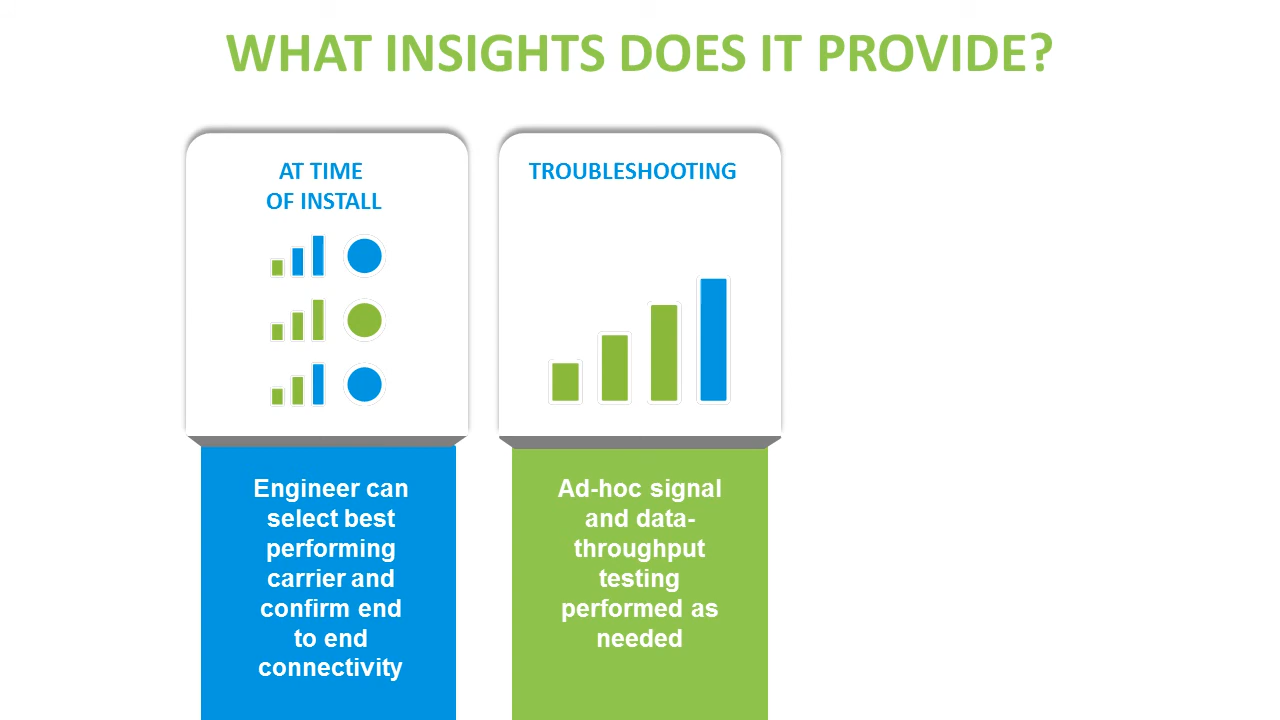 WHAT INSIGHTS DOES IT PROVIDE?
AT TIME
OF INSTALL
Engineer can
select best
performing
carrier and
confirm end
to end
connectivity
TROUBLESHOOTING
Ad-hoc signal
and data-
throughput
testing
performed as
needed